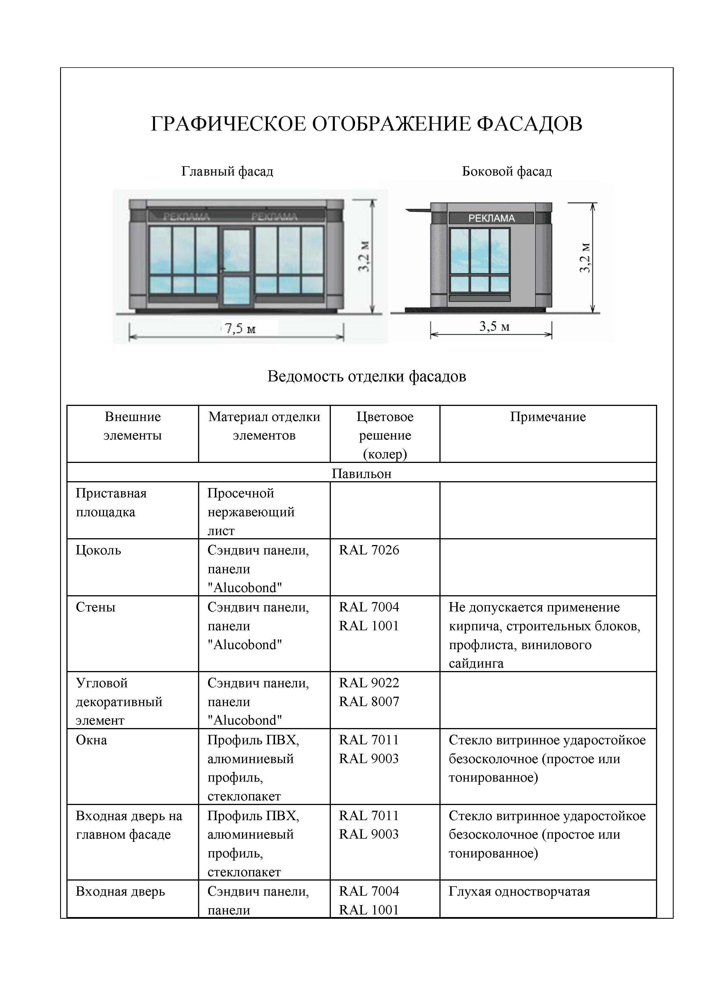 ГРАФИЧЕСКОЕ ОТОБРАЖЕНИЕ ФАСАДОВ
Главный фасад
Боковой фасад
РЕКЛАМА РЕКЛАМА
3,2 м
7,5 м
РЕКЛАМА
3,2 м
3,5 м
Ведомость отделки фасадов
Внешние
элементы
Материал отделки
элементов
Цветовое
решение
(колер)
Примечание
Павильон
Приставная
площадка
Просечной
нержавеющий
лист
Цоколь
Сэндвич панели,
панели
"Alucobond"
RAL 7026
Стены
Сэндвич панели,
панели
"Alucobond"
RAL 7004
RAL 1001
Не допускается применение
кирпича, строительных блоков,
профлиста, винилового
сайдинга
Угловой
декоративный
элемент
Сэндвич панели,
панели
"Alucobond"
RAL 9022
RAL 8007
Окна
Профиль ПВХ,
алюминиевый
профиль,
стеклопакет
RAL 7011
RAL 9003
Стекло витринное ударостойкое
безосколочное (простое или
тонированное)
Входная дверь на
главном фасаде
Профиль ПВХ,
алюминиевый
профиль,
стеклопакет
RAL 7011
RAL 9003
Стекло витринное ударостойкое
безосколочное (простое или
тонированное)
Входная дверь
Сэндвич панели,
панели
RAL 7004
RAL 1001
Глухая одностворчатая